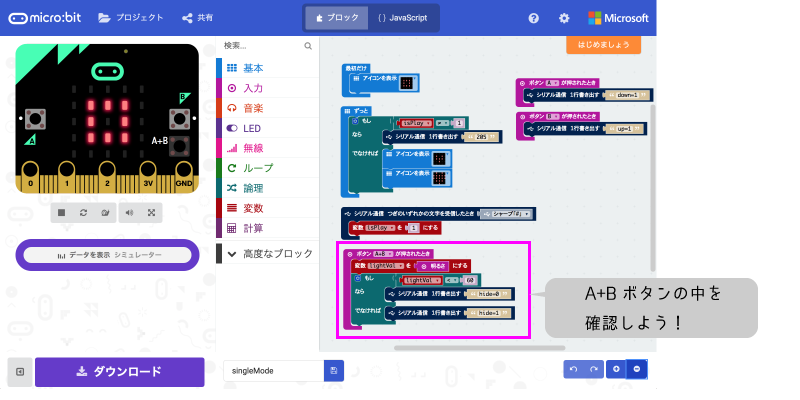 micro:bit
プロジェクト
共有
ブロック
{ } JavaScript
Microsoft
はじめましょう
検索...
基本
入力
音楽
LED
無線
ループ
論理
変数
計算
高度なブロック
B
A
A+B
0 1 2 3V GND
データを表示 シミュレーター
最初だけ
アイコンを表示
ずっと
もし isPlay = 1
なら シリアル通信 1行書き出す 205
でなければ アイコンを表示
アイコンを表示
ボタン A が押されたとき
シリアル通信 1行書き出す down=1
ボタン B が押されたとき
シリアル通信 1行書き出す up=1
シリアル通信 つぎのいずれかの文字を受信したとき シャープ「#」
変数 isPlay を 1 にする
ボタン A+B が押されたとき
変数 lightVal を 明るさ にする
もし lightVal < 60
なら シリアル通信 1行書き出す hide=0
でなければ シリアル通信 1行書き出す hide=1
A+B ボタンの中を
確認しよう！
ダウンロード
singleMode